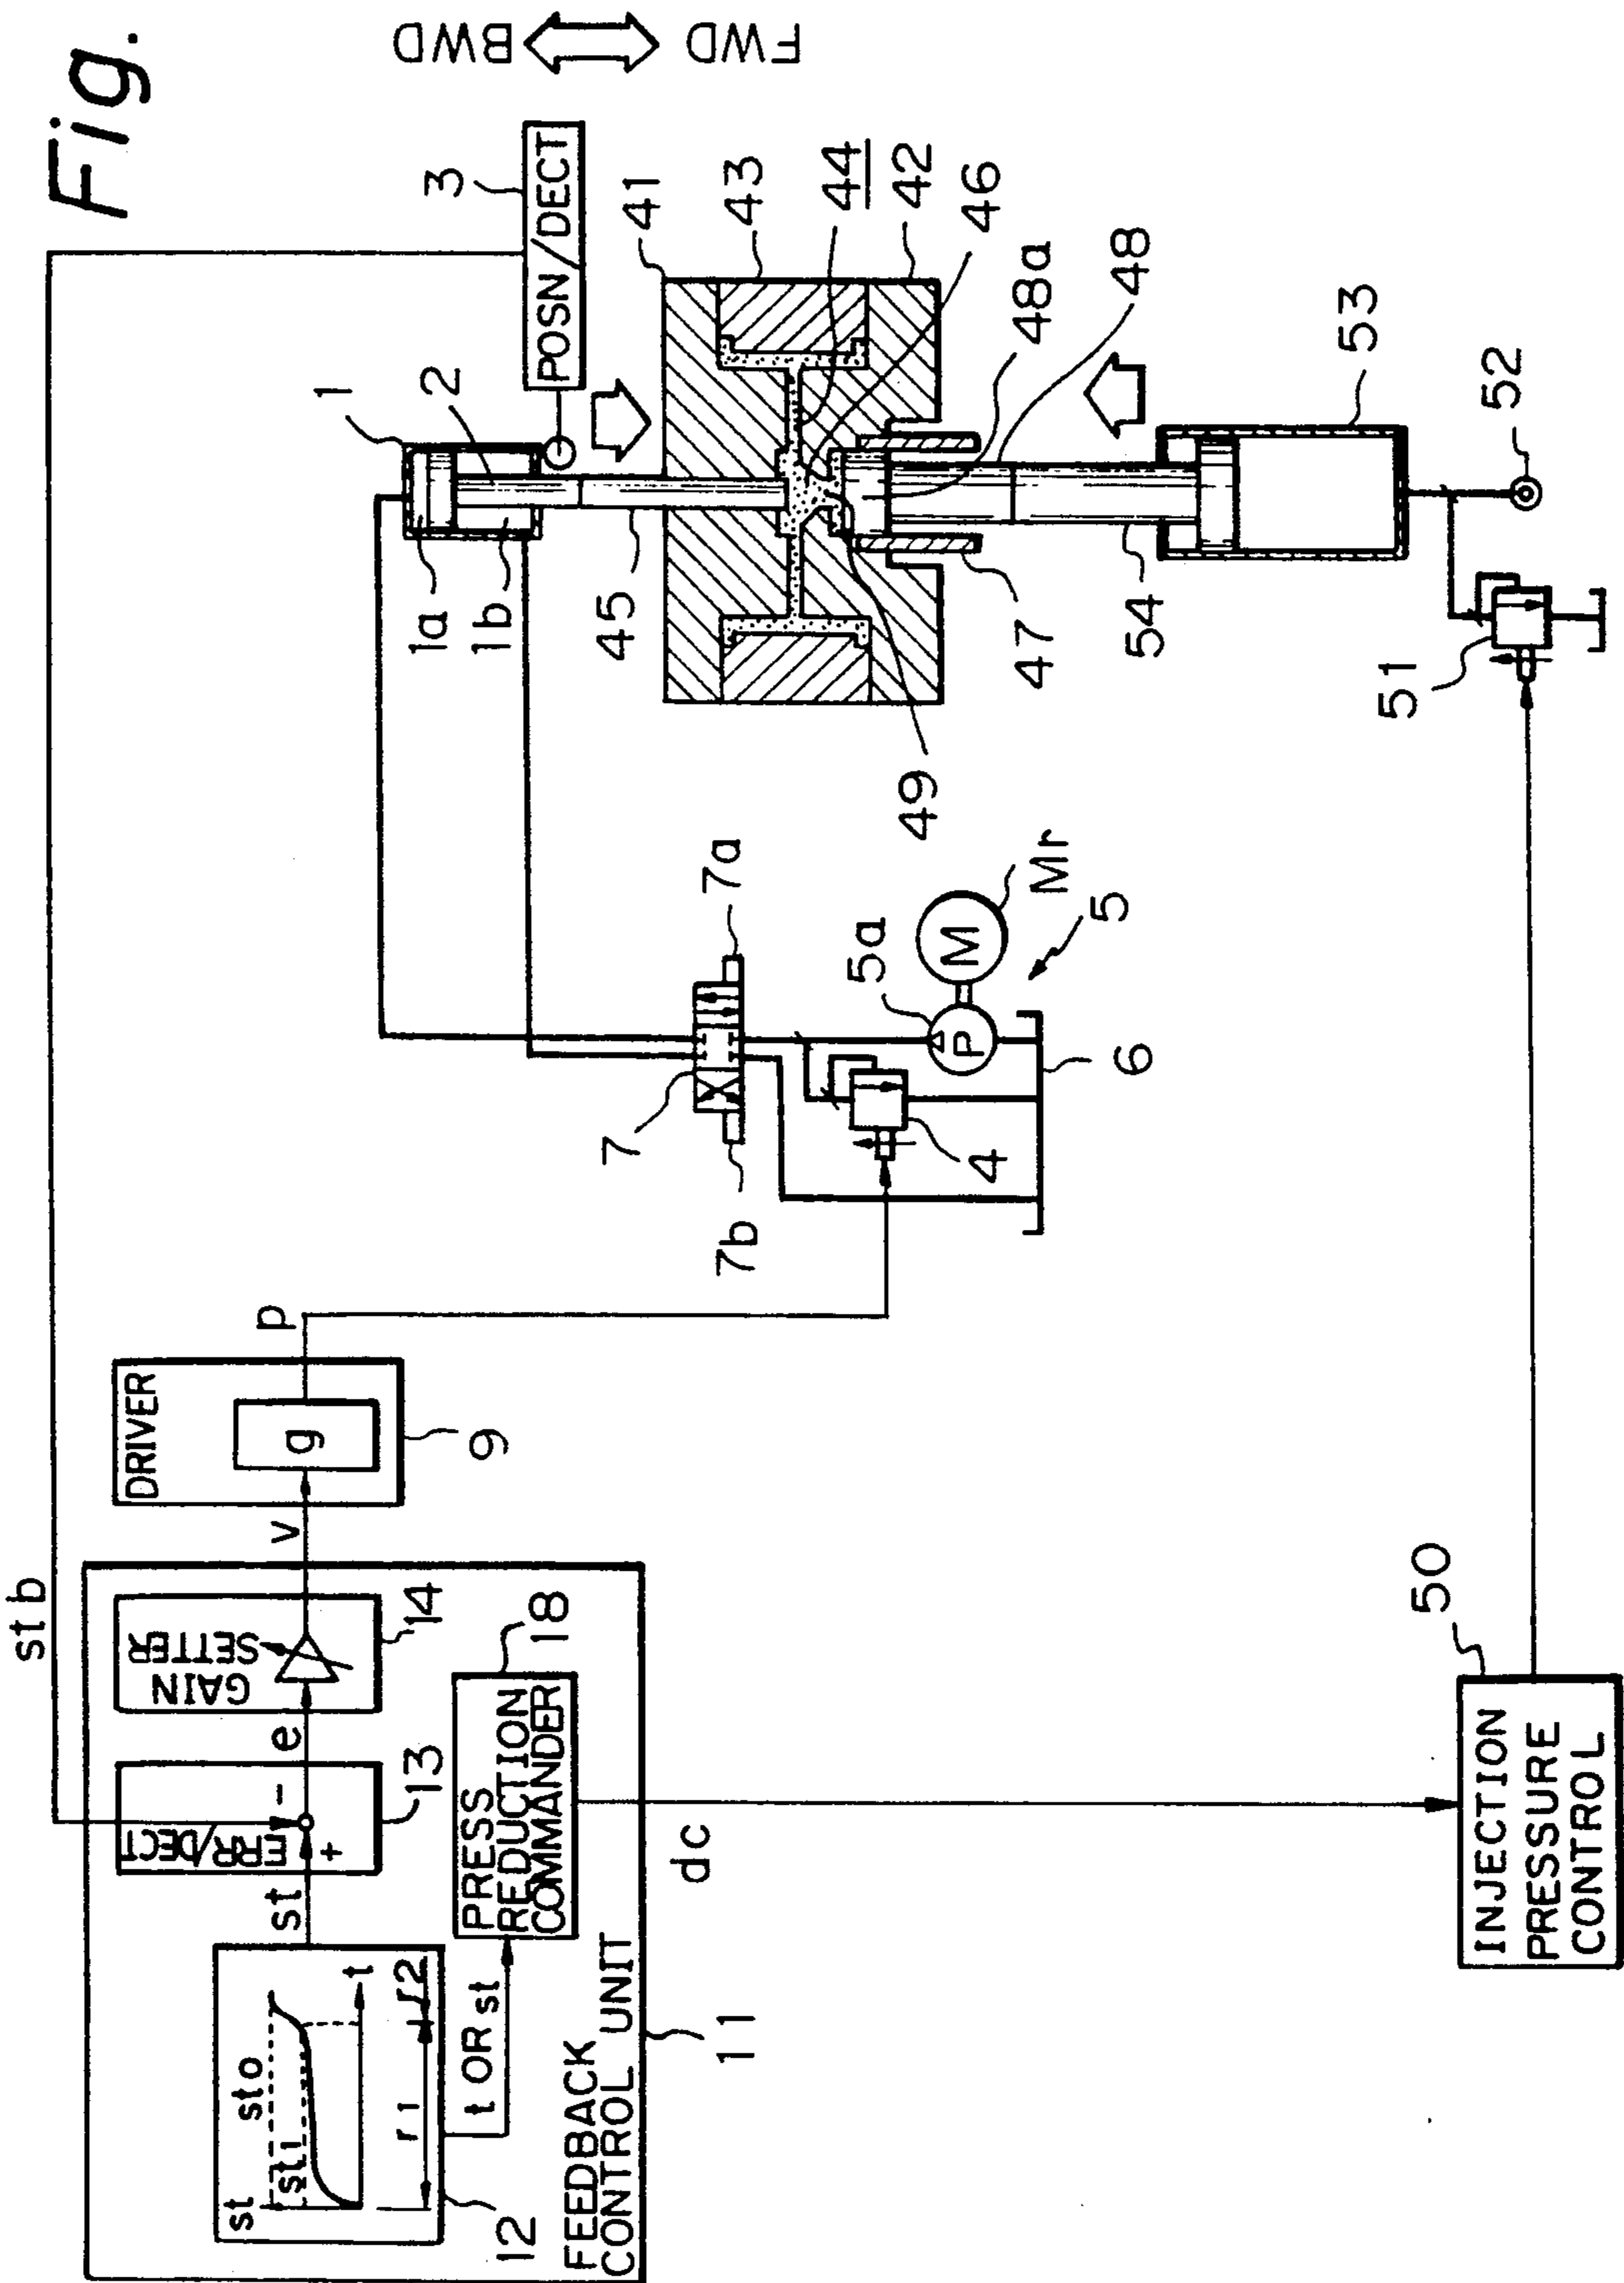 Fig.
BWD
FWD
3
POSN/DECT
1
2
1a
1b
45
41
43
44
42
46
48a
48
47
49
53
54
52
51
7
7a
7b
5a
P
M
Mr
5
4
6
stb
p
DRIVER
g
9
v
GAIN
SETTER
14
e
ERR/DECT
-
+
13
st
st
sto
sti
t
r1
r2
12
t OR st
PRESS
REDUCTION
COMMANDER
18
FEEDBACK
CONTROL UNIT
11
dc
50
INJECTION
PRESSURE
CONTROL